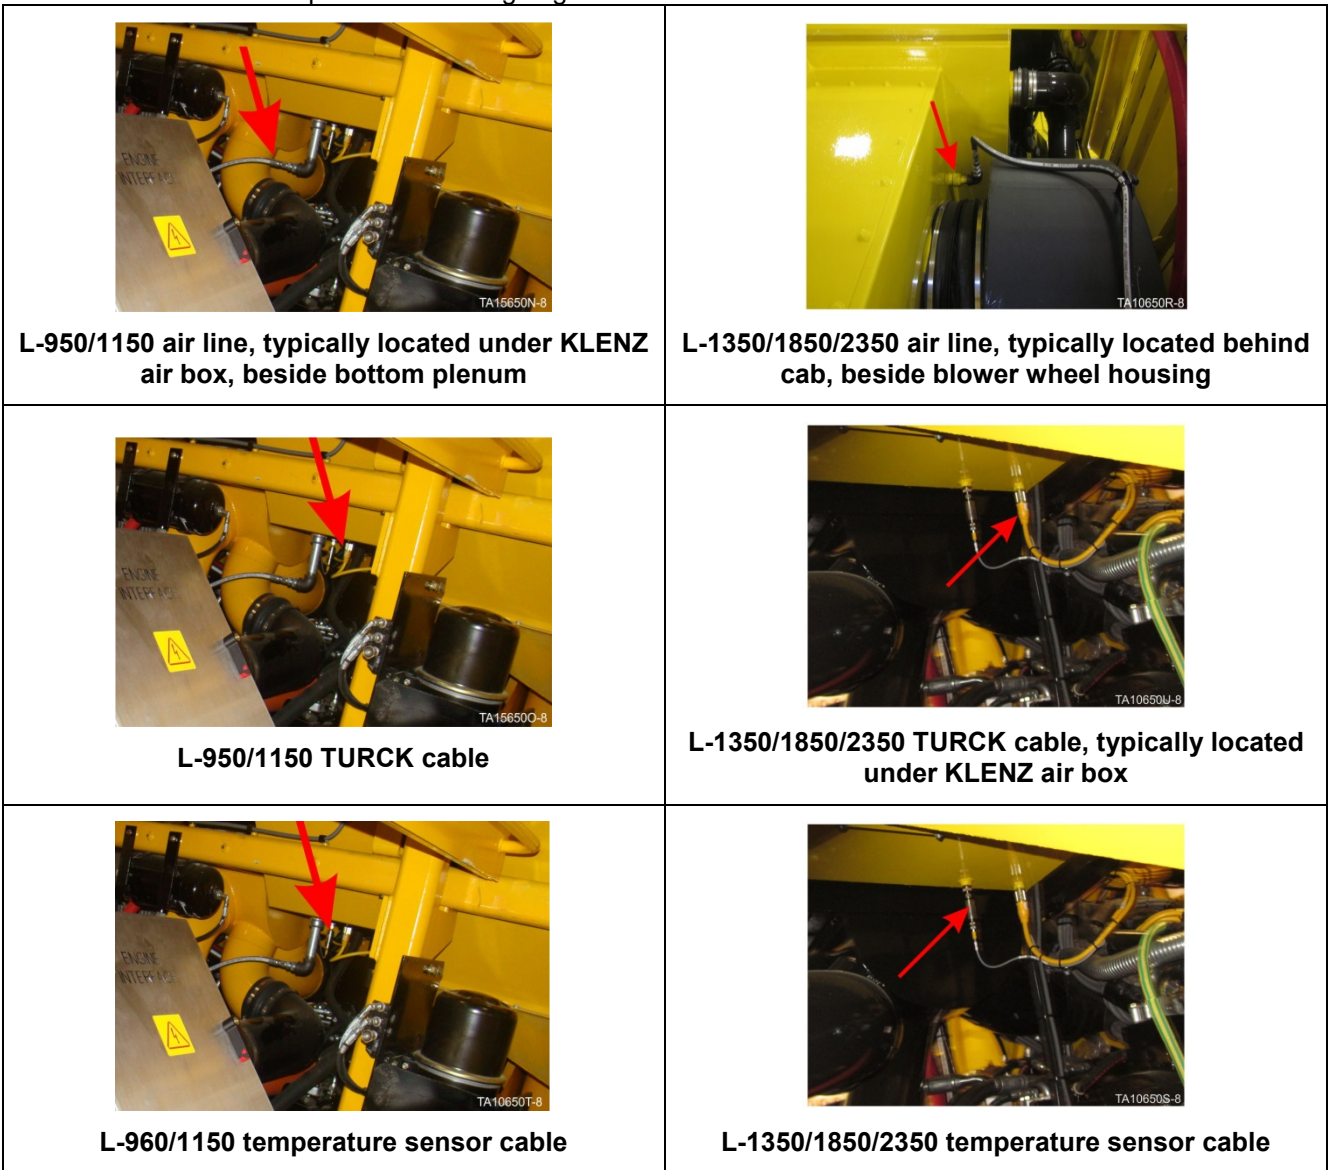 ENGINE
TA15650N-8
TA10650R-8
L-950/1150 air line, typically located under KLENZ
air box, beside bottom plenum
L-1350/1850/2350 air line, typically located behind
cab, beside blower wheel housing
ENGINE
TA15650O-8
TA10650U-8
L-950/1150 TURCK cable
L-1350/1850/2350 TURCK cable, typically located
under KLENZ air box
ENGINE
TA10650T-8
TA10650S-8
L-960/1150 temperature sensor cable
L-1350/1850/2350 temperature sensor cable